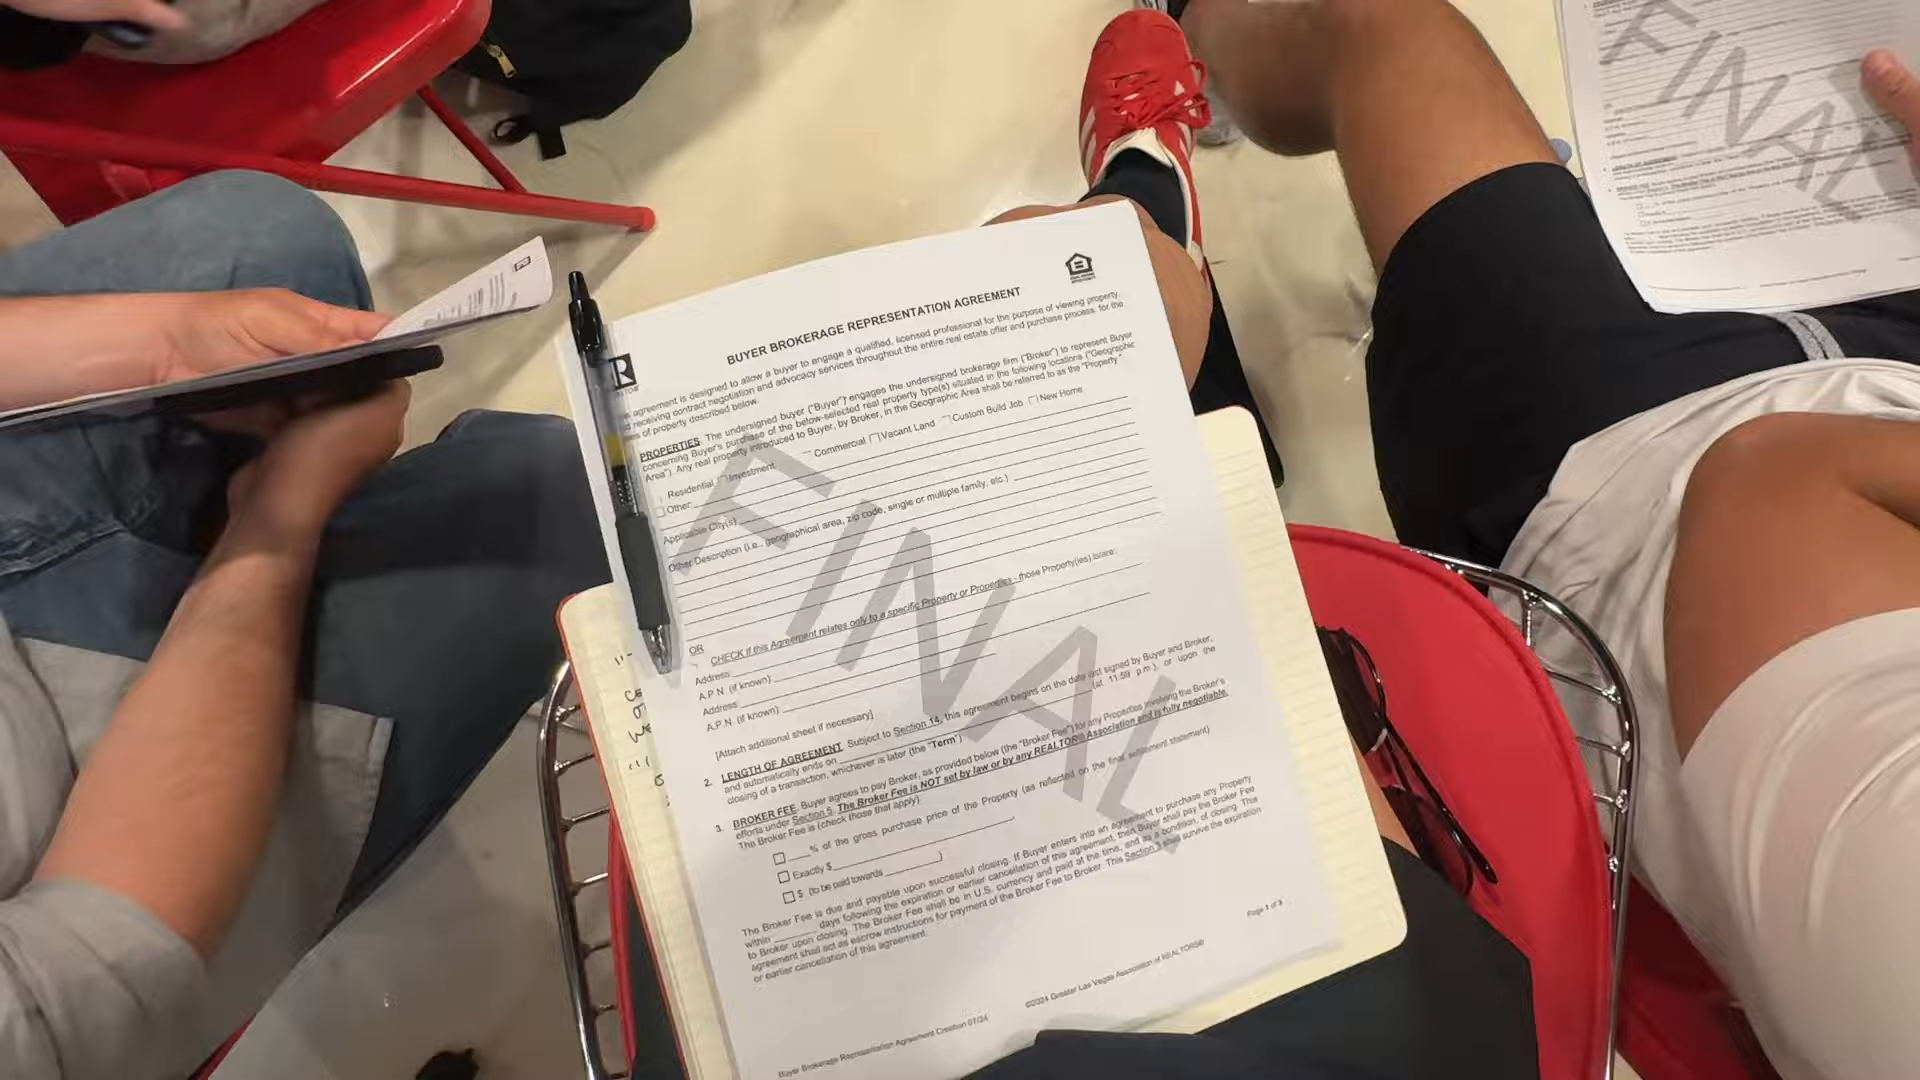 BUYER BROKERAGE REPRESENTATION AGREEMENT
agreement is designed to allow a buyer to engage a qualified, licensed professional for the purpose of viewing property
receiving contract negotiation and advocacy services throughout the entire real estate offer and purchase process, for the
of property described below.
PROPERTIES. The undersigned buyer ("Buyer") engages the undersigned brokerage firm ("Broker") to represent Buyer
concerning Buyer's purchase of the below-selected real property type(s) situated in the following locations ("Geographic
Area"). Any real property introduced to Buyer, by Broker, in the Geographic Area shall be referred to as the "Property."
Residential Investment Commercial Vacant Land Custom Build Job New Home
Other:
Applicable City(s)
Other Description (i.e., geographical area, zip code, single or multiple family, etc.)
OR
CHECK if this Agreement relates only to a specific Property or Properties - those Property(ies) is/are:
Address:
A.P.N. (if known):
Address:
A.P.N. (if known):
[Attach additional sheet if necessary]
2. LENGTH OF AGREEMENT. Subject to Section 14, this agreement begins on the date last signed by Buyer and Broker,
and automatically ends on (at 11:59 p.m.), or upon the
closing of a transaction, whichever is later (the "Term")
3. BROKER FEE. Buyer agrees to pay Broker, as provided below (the "Broker Fee") for any Properties involving the Broker's
efforts under Section 5. The Broker Fee is NOT set by law or by any REALTOR® Association and is fully negotiable.
The Broker Fee is (check those that apply):
% of the gross purchase price of the Property (as reflected on the final settlement statement)
Exactly $
$ (to be paid towards )
The Broker Fee is due and payable upon successful closing. If Buyer enters into an agreement to purchase any Property
within days following the expiration or earlier cancellation of this agreement, then Buyer shall pay the Broker Fee
to Broker upon closing. The Broker Fee shall be in U.S. currency and paid at the time, and as a condition, of closing. This
agreement shall act as escrow instructions for payment of the Broker Fee to Broker. This Section 3 shall survive the expiration
or earlier cancellation of this agreement.
Page 1 of 3
Buyer Brokerage Representation Agreement Creation 07/24 ©2024 Greater Las Vegas Association of REALTORS®
FINAL
FINAL